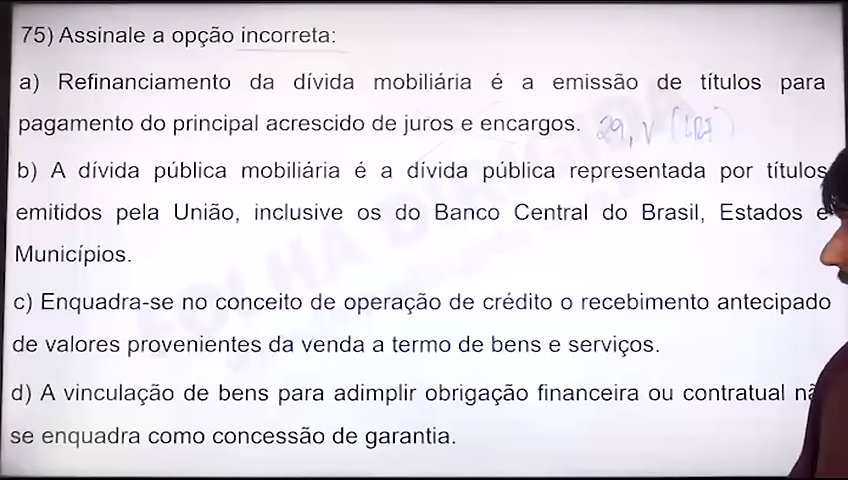 75) Assinale a opção incorreta:
a) Refinanciamento da dívida mobiliária é a emissão de títulos para
pagamento do principal acrescido de juros e encargos. 29, V (LRF)
b) A dívida pública mobiliária é a dívida pública representada por títulos
emitidos pela União, inclusive os do Banco Central do Brasil, Estados e
Municípios.
c) Enquadra-se no conceito de operação de crédito o recebimento antecipado
de valores provenientes da venda a termo de bens e serviços.
d) A vinculação de bens para adimplir obrigação financeira ou contratual
se enquadra como concessão de garantia.